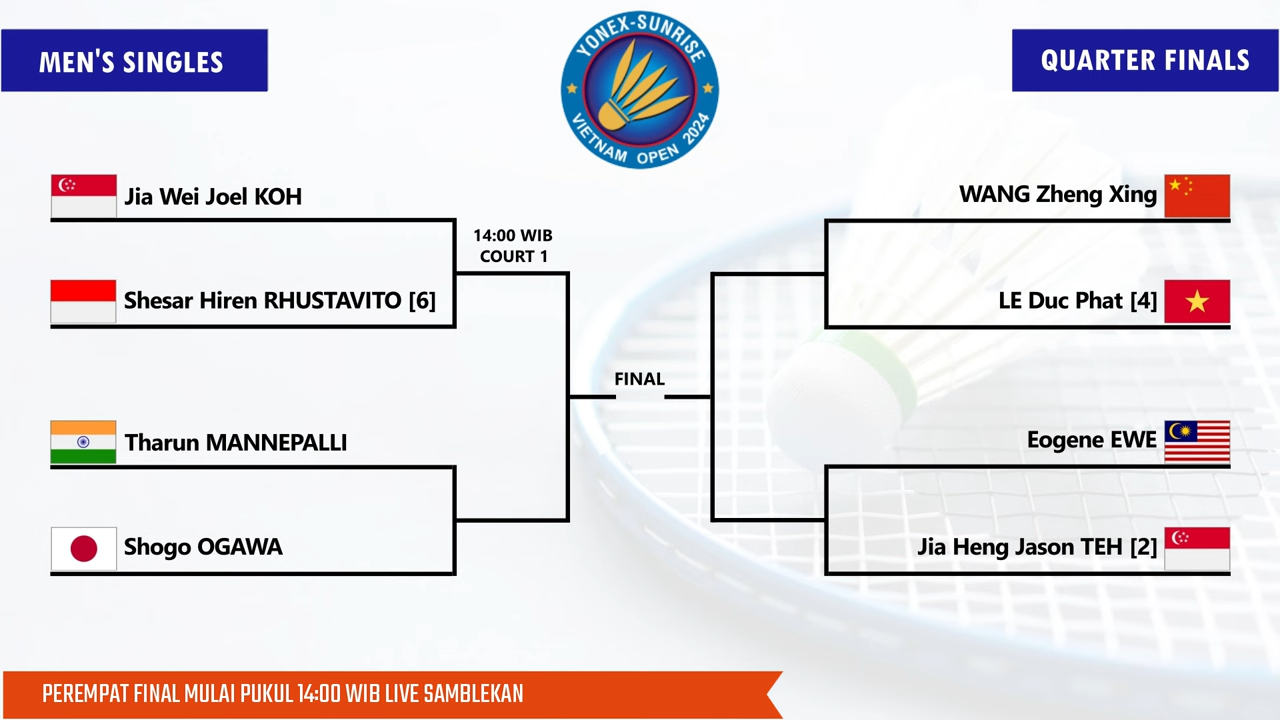 MEN'S SINGLES
YONEX-SUNRISE
VIETNAM OPEN 2024
QUARTER FINALS
Jia Wei Joel KOH
Shesar Hiren RHUSTAVITO [6]
14:00 WIB
COURT 1
Tharun MANNEPALLI
Shogo OGAWA
FINAL
WANG Zheng Xing
LE Duc Phat [4]
Eogene EWE
Jia Heng Jason TEH [2]
PEREMPAT FINAL MULAI PUKUL 14:00 WIB LIVE SAMBLEKAN